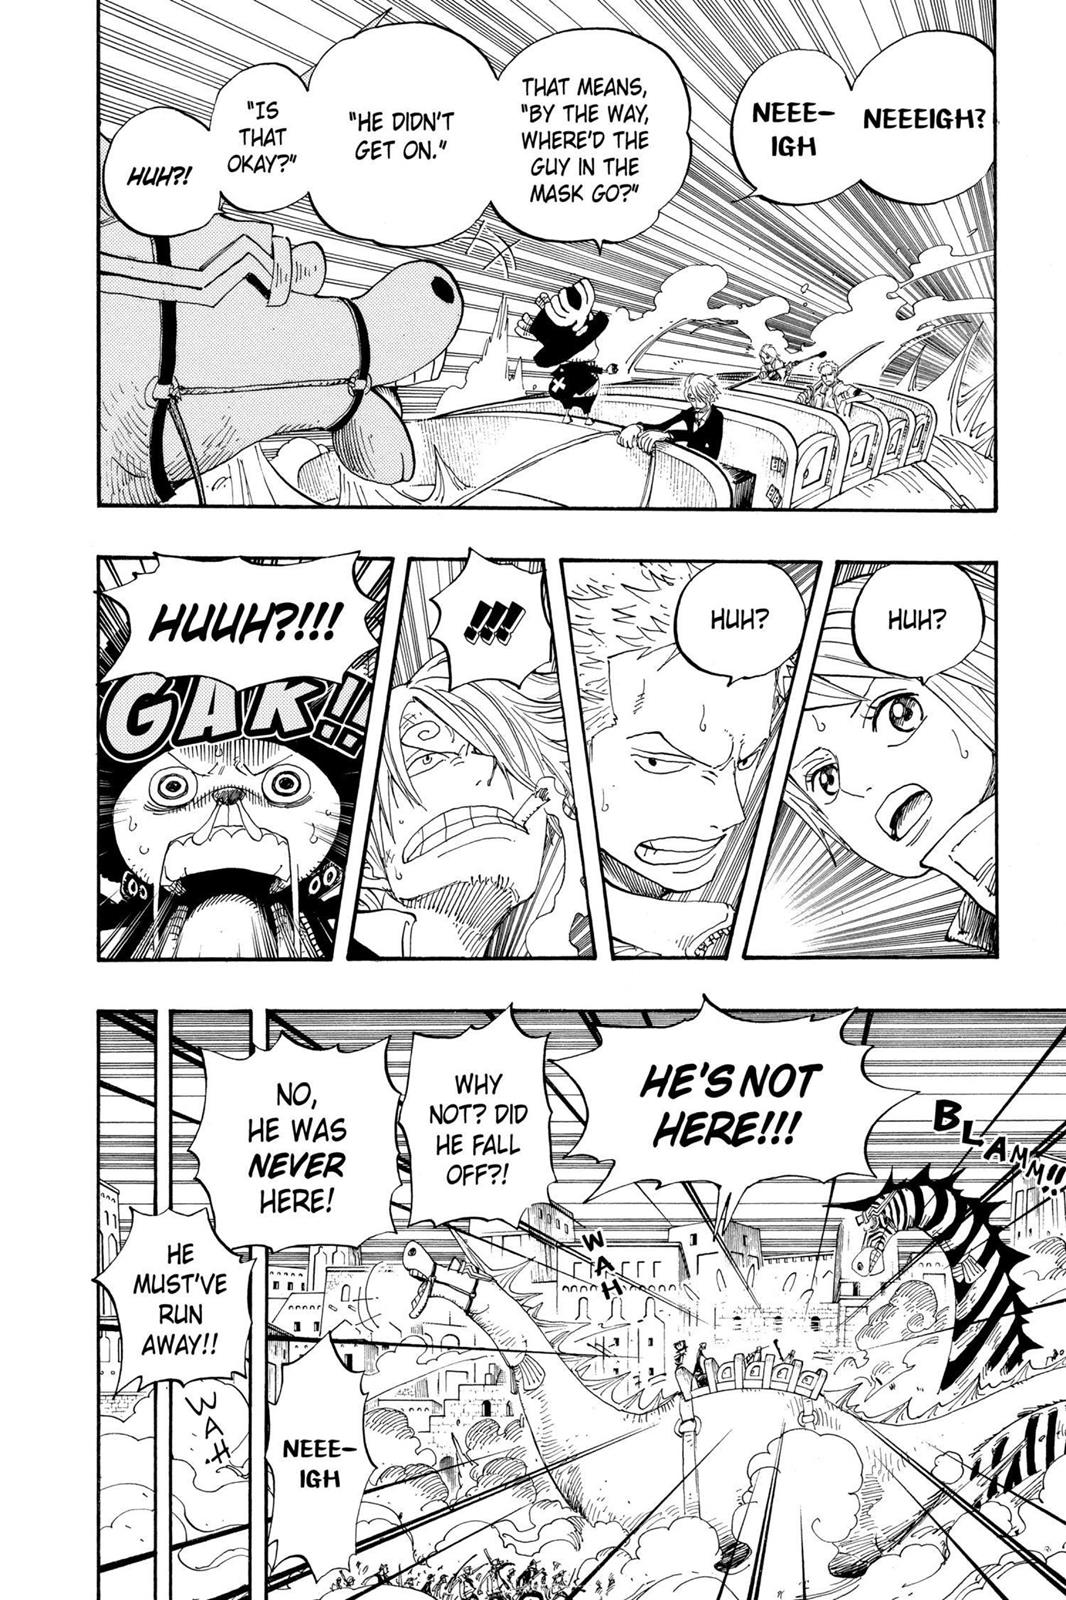 NEEEIGH?
NEEE-
IGH
THAT MEANS,
"BY THE WAY,
WHERE'D THE
GUY IN THE
MASK GO?"
"HE DIDN'T
GET ON."
"IS
THAT
OKAY?"
HUH?!
HUH?
HUH?
!!!
HUUH?!!!
GAK!!
HE'S NOT
HERE!!!
BLAMM!!
WHY
NOT? DID
HE FALL
OFF?!
WAH
NO,
HE WAS
NEVER
HERE!
NEEE-
IGH
HE
MUST'VE
RUN
AWAY!!
WAH